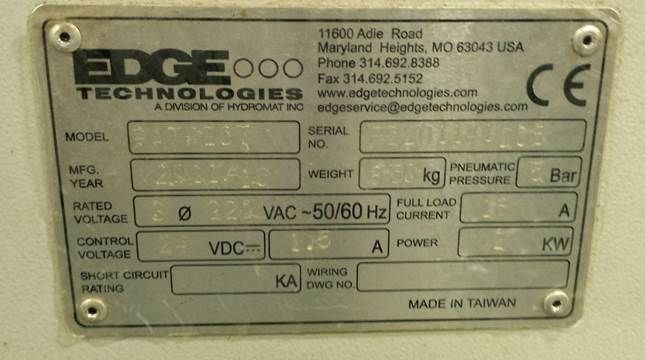 EDGE
TECHNOLOGIES
A DIVISION OF HYDROMAT INC
11600 Adie Road
Maryland Heights, MO 63043 USA
Phone 314.692.8388
Fax 314.692.5152
www.edgetechnologies.com
edgeservice@edgetechnologies.com
CE
MODEL SERIAL NO.
MFG. YEAR WEIGHT kg PNEUMATIC PRESSURE Bar
RATED VOLTAGE 3 Ø VAC ~50/60 Hz FULL LOAD CURRENT A
CONTROL VOLTAGE VDC⎓ A POWER KW
SHORT CIRCUIT RATING KA WIRING DWG NO.
MADE IN TAIWAN